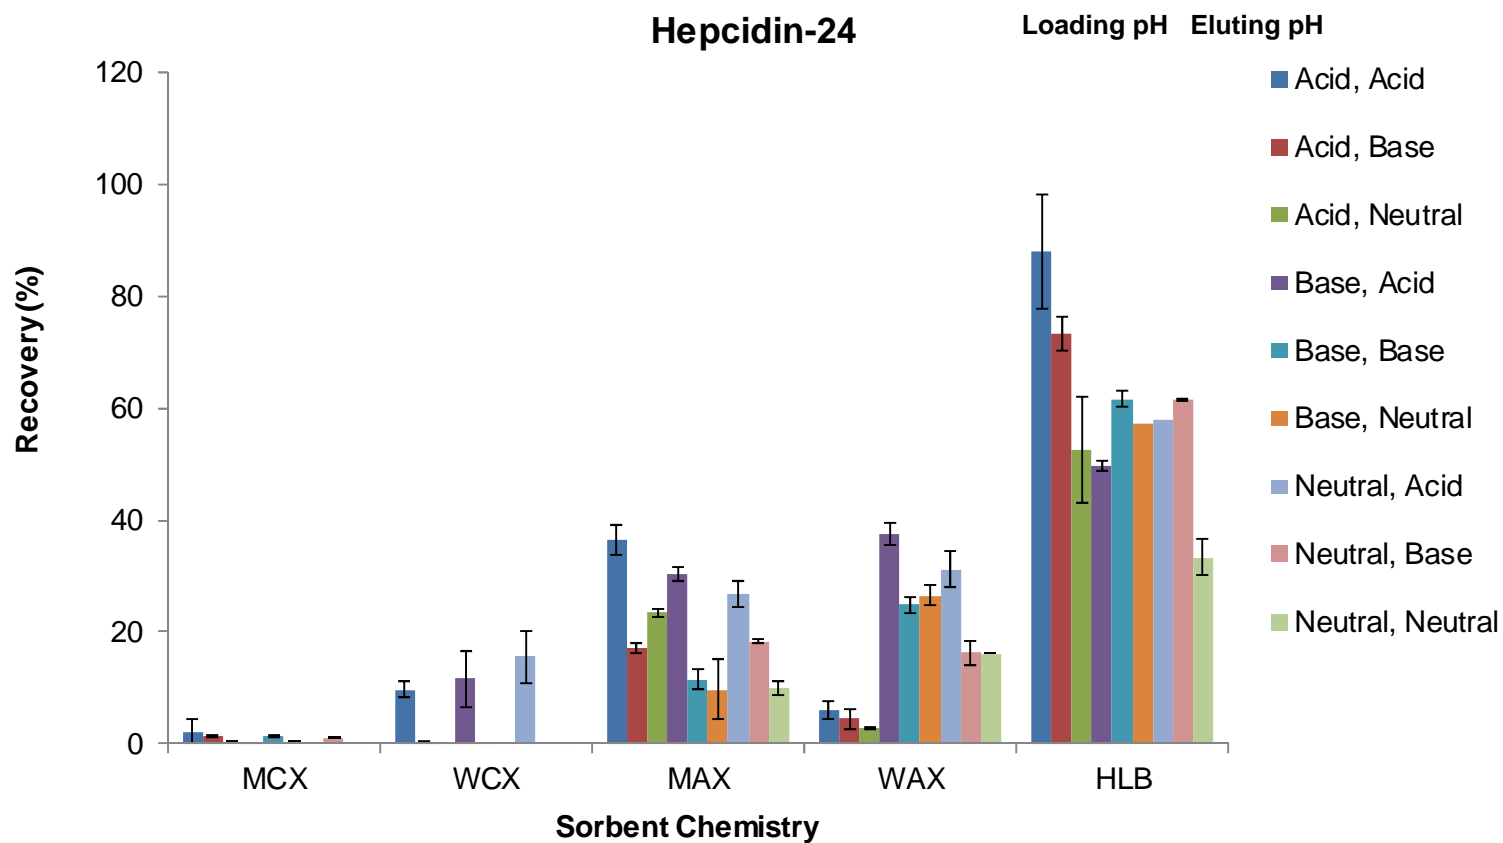 Hepcidin-24
Loading pH Eluting pH
120
100
80
60
40
20
0
Recovery (%)
MCX WCX MAX WAX HLB
Sorbent Chemistry
Acid, Acid
Acid, Base
Acid, Neutral
Base, Acid
Base, Base
Base, Neutral
Neutral, Acid
Neutral, Base
Neutral, Neutral